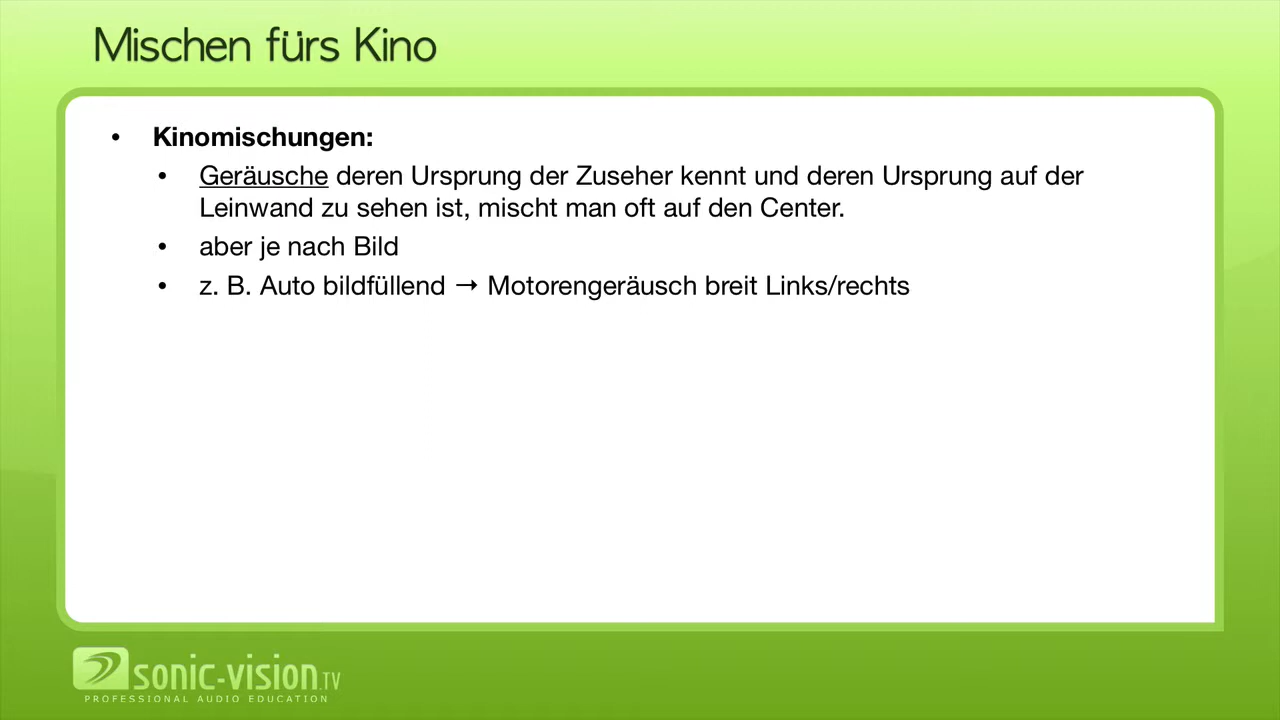 Mischen fürs Kino
• Kinomischungen:
• Geräusche deren Ursprung der Zuseher kennt und deren Ursprung auf der
Leinwand zu sehen ist, mischt man oft auf den Center.
• aber je nach Bild
• z. B. Auto bildfüllend → Motorengeräusch breit Links/rechts
sonic-vision.TV
PROFESSIONAL AUDIO EDUCATION